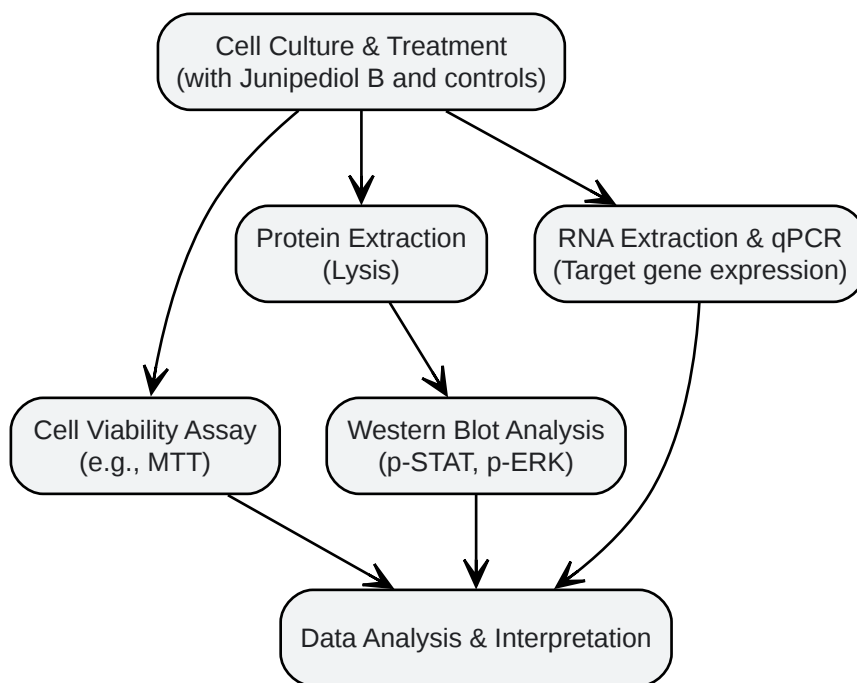 Cell Culture & Treatment
(with Junipediol B and controls)
Protein Extraction
(Lysis)
RNA Extraction & qPCR
(Target gene expression)
Cell Viability Assay
(e.g., MTT)
Western Blot Analysis
(p-STAT, p-ERK)
Data Analysis & Interpretation